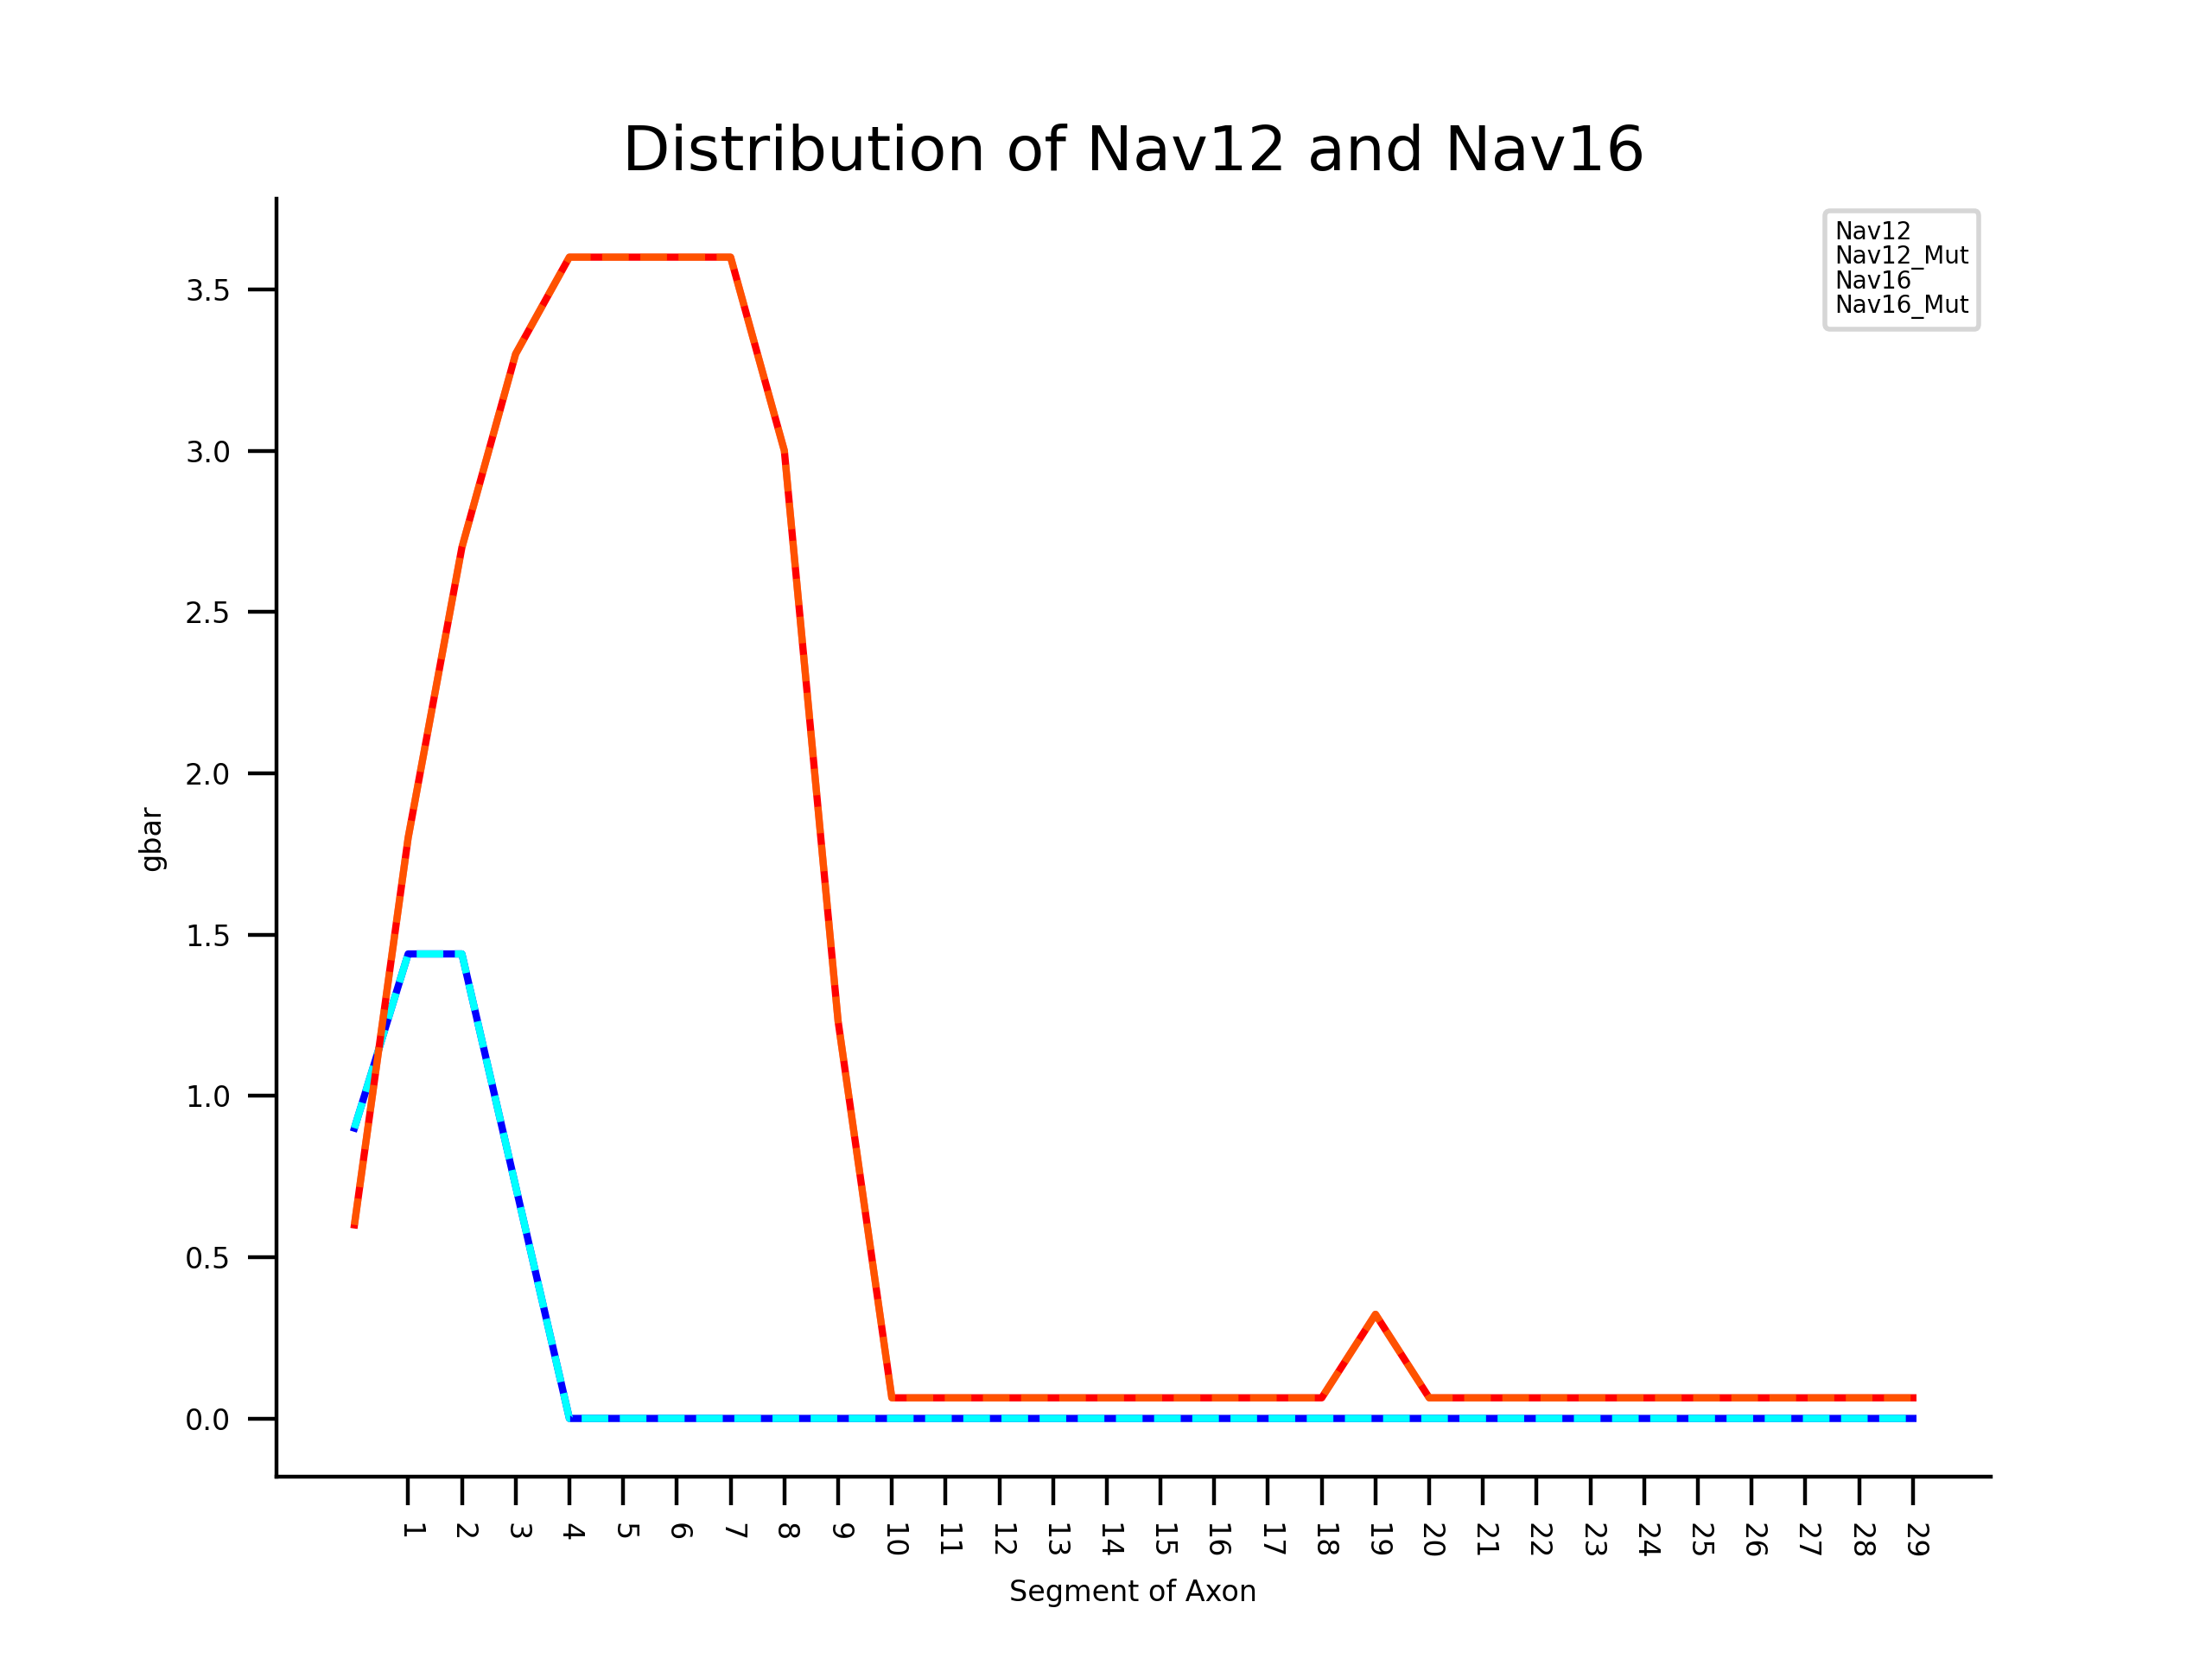 Distribution of Nav12 and Nav16
Nav12
Nav12_Mut
Nav16
Nav16_Mut
3.5
3.0
2.5
2.0
1.5
1.0
0.5
0.0
gbar
1 2 3 4 5 6 7 8 9 10 11 12 13 14 15 16 17 18 19 20 21 22 23 24 25 26 27 28 29
Segment of Axon